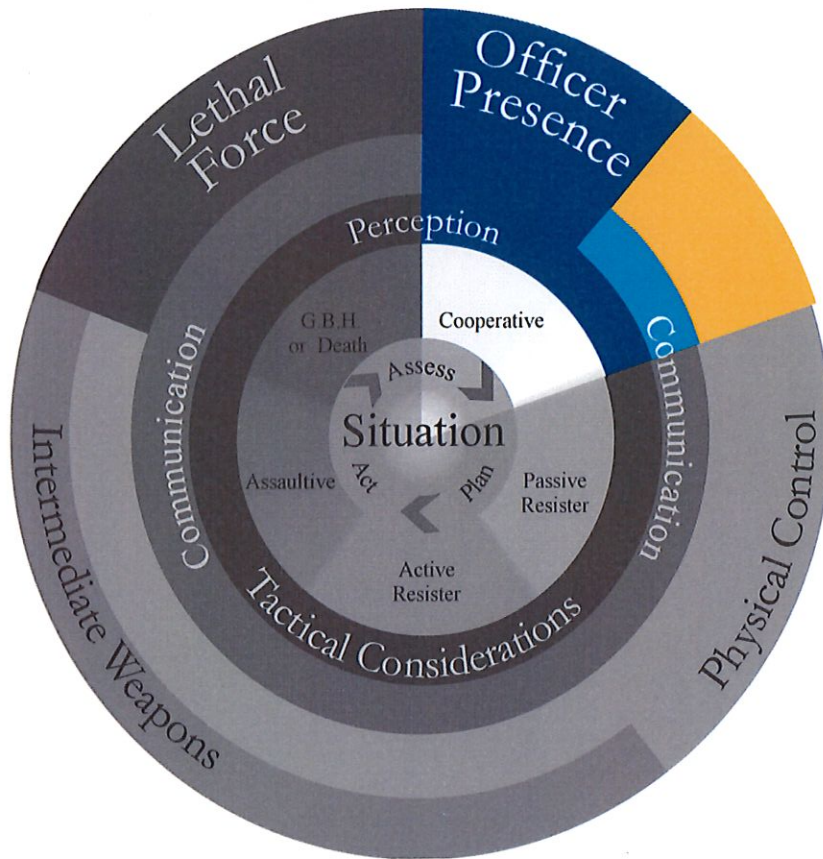 Officer
Presence
Lethal
Force
Perception
Communication
Communication
Cooperative
G.B.H.
or Death
Assess
Situation
Plan
Act
Passive
Resister
Assaultive
Active
Resister
Tactical Considerations
Physical Control
Intermediate Weapons